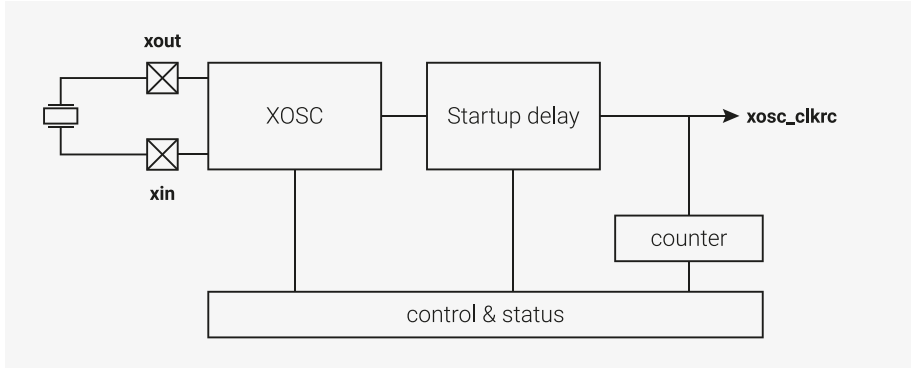 xout
XOSC
Startup delay
xosc_clkrc
xin
counter
control & status